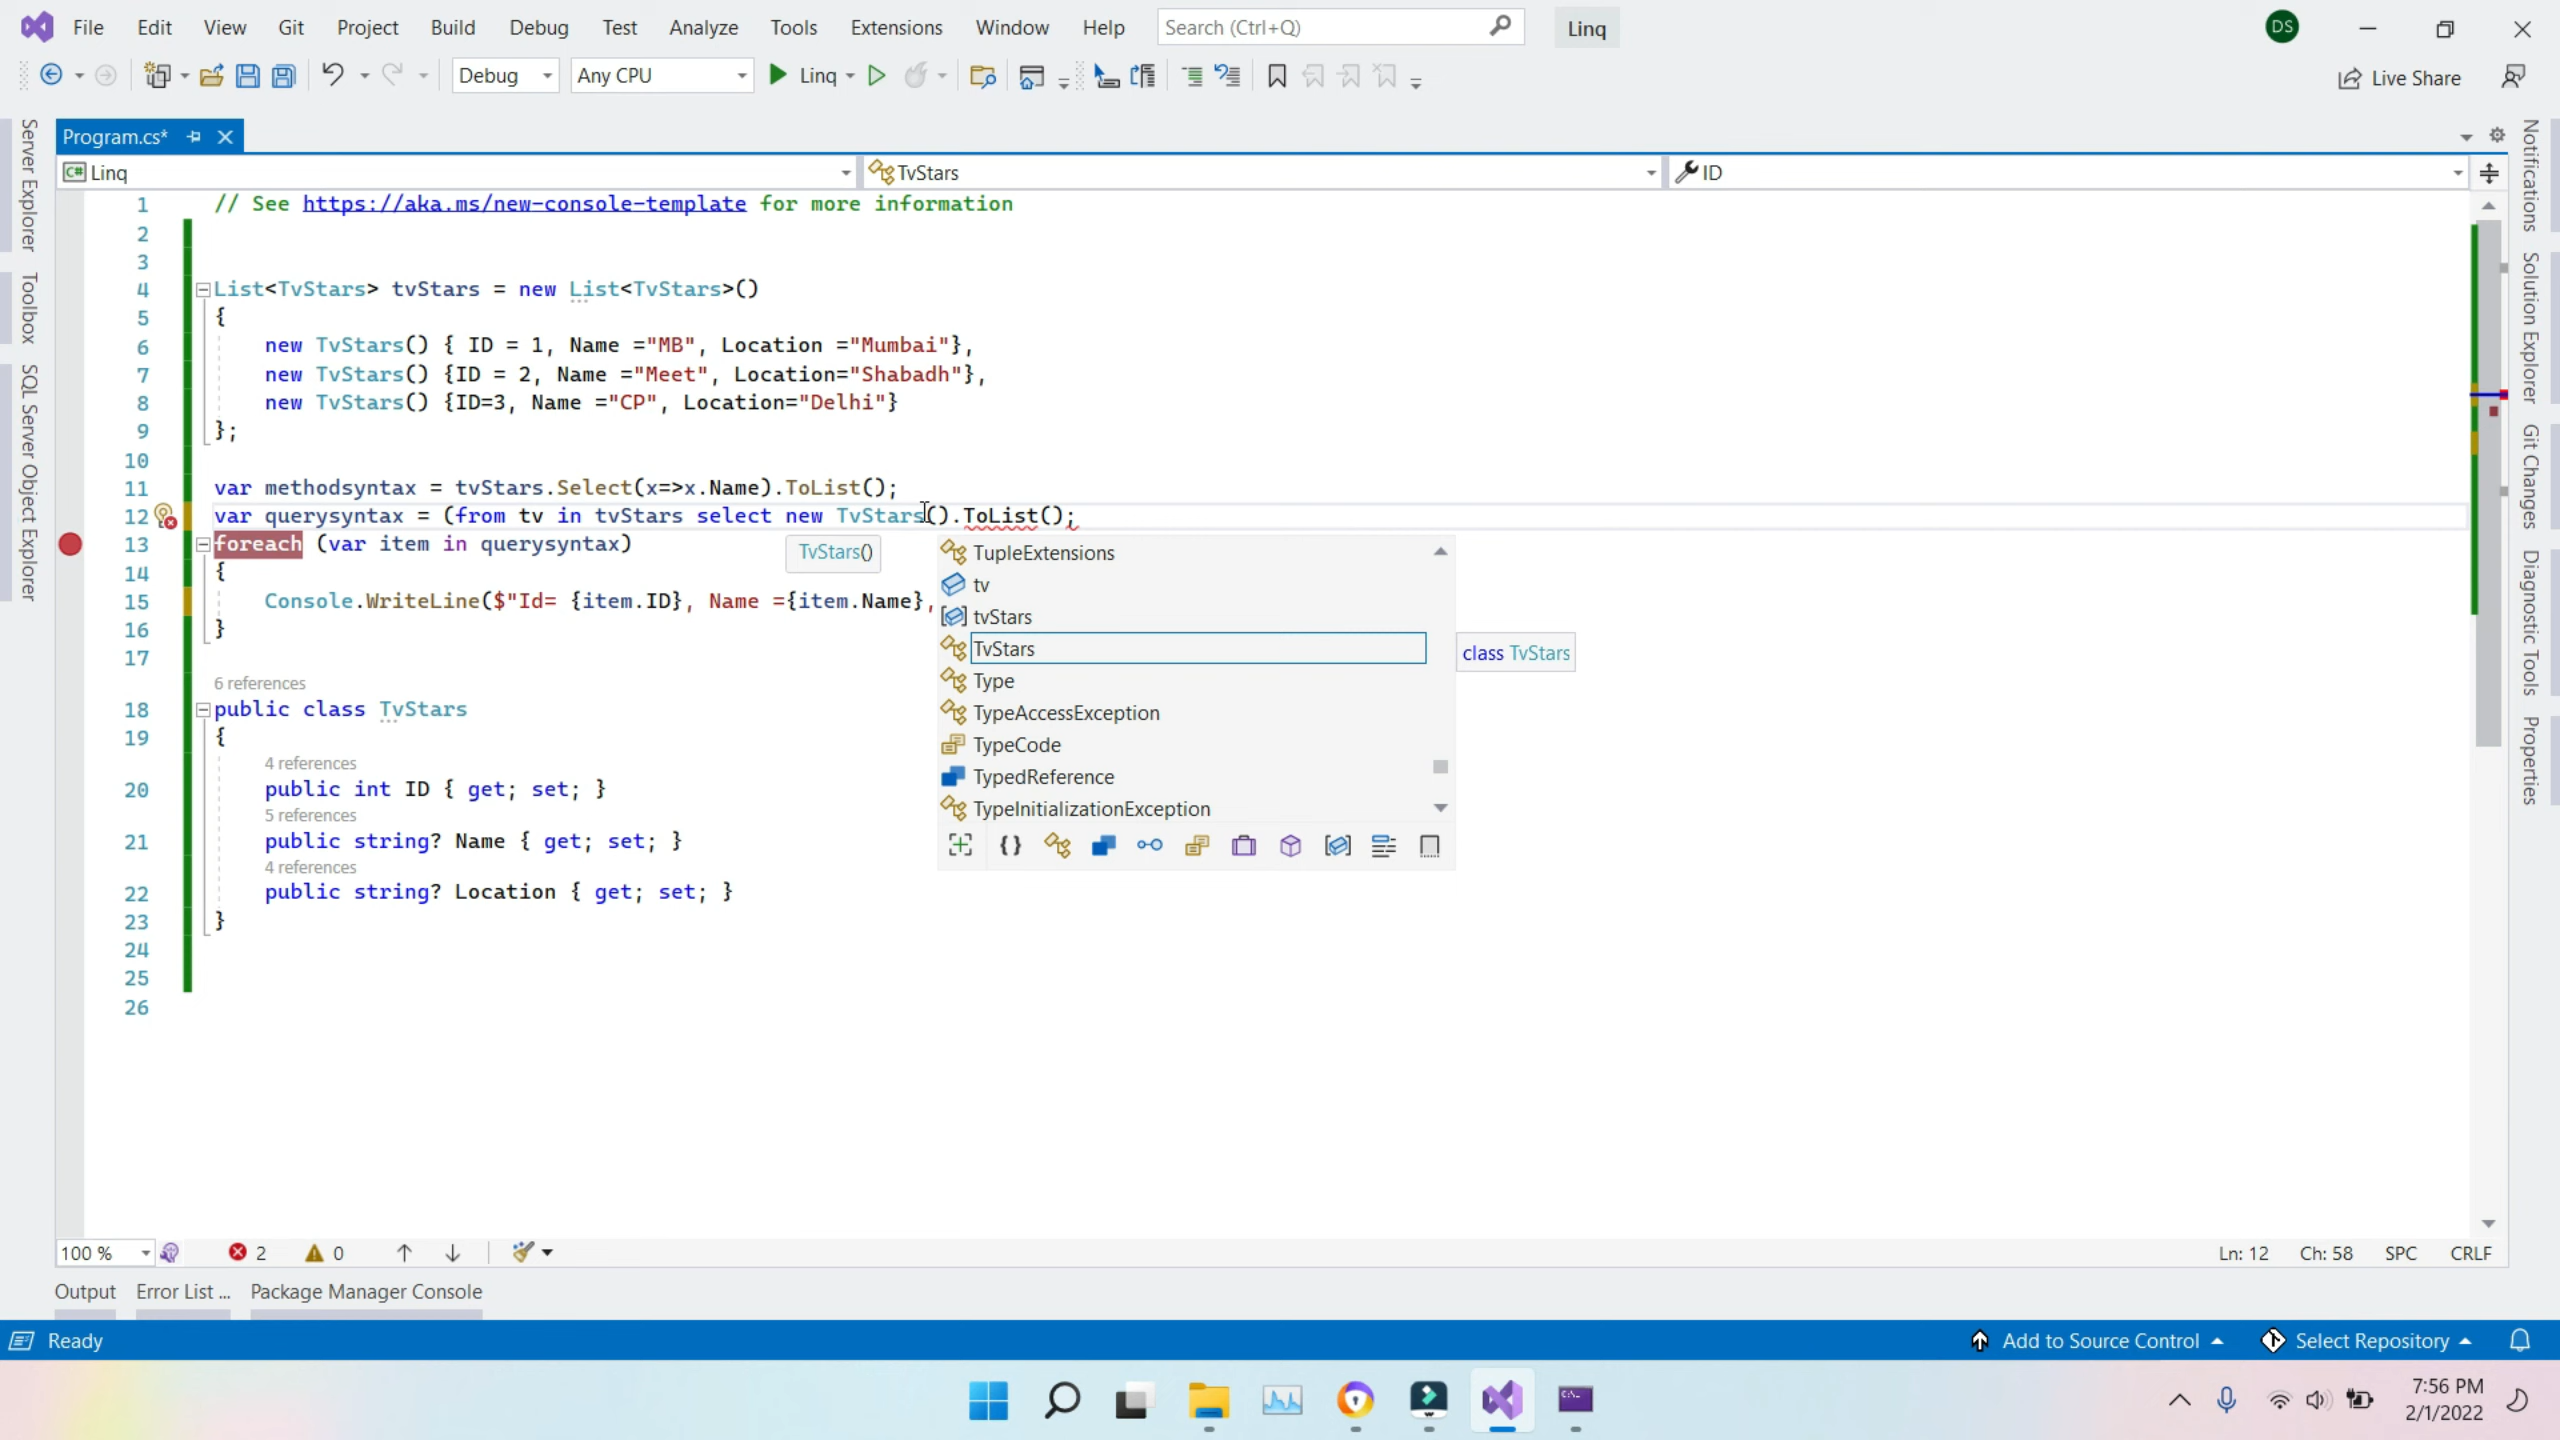 File Edit View Git Project Build Debug Test Analyze Tools Extensions Window Help Search (Ctrl+Q) Linq DS
Debug Any CPU Linq Live Share
Program.cs*
C# Linq TvStars ID
Server Explorer
Toolbox
SQL Server Object Explorer
1 // See https://aka.ms/new-console-template for more information
2
3
4 List<TvStars> tvStars = new List<TvStars>()
5 {
6 new TvStars() { ID = 1, Name ="MB", Location ="Mumbai"},
7 new TvStars() {ID = 2, Name ="Meet", Location="Shabadh"},
8 new TvStars() {ID=3, Name ="CP", Location="Delhi"}
9 };
10
11 var methodsyntax = tvStars.Select(x=>x.Name).ToList();
12 var querysyntax = (from tv in tvStars select new TvStars().ToList();
13 foreach (var item in querysyntax)
14 {
15 Console.WriteLine($"Id= {item.ID}, Name ={item.Name},
16 }
17
6 references
18 public class TvStars
19 {
4 references
20 public int ID { get; set; }
5 references
21 public string? Name { get; set; }
4 references
22 public string? Location { get; set; }
23 }
24
25
26
TvStars()
TupleExtensions
tv
tvStars
TvStars
Type
TypeAccessException
TypeCode
TypedReference
TypeInitializationException
class TvStars
Notifications
Solution Explorer
Git Changes
Diagnostic Tools
Properties
100 % 2 0 Ln: 12 Ch: 58 SPC CRLF
Output Error List ... Package Manager Console
Ready Add to Source Control Select Repository
7:56 PM
2/1/2022